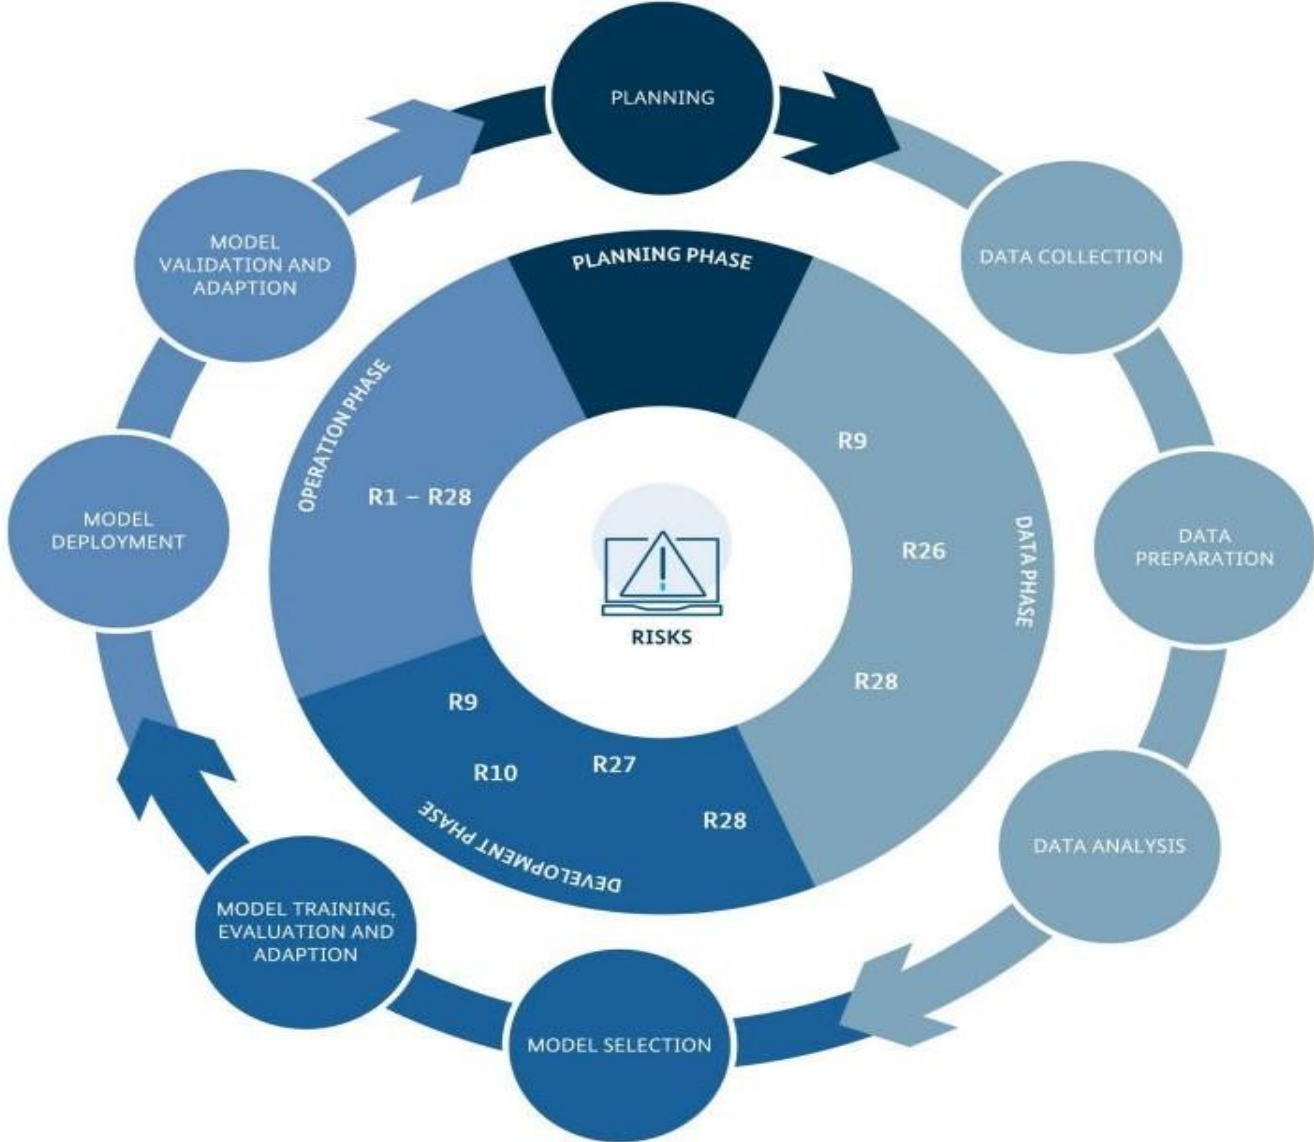 PLANNING
DATA COLLECTION
DATA
PREPARATION
DATA ANALYSIS
MODEL SELECTION
MODEL TRAINING,
EVALUATION AND
ADAPTION
MODEL
DEPLOYMENT
MODEL
VALIDATION AND
ADAPTION
PLANNING PHASE
DATA PHASE
R9
R26
R28
DEVELOPMENT PHASE
R9
R10
R27
R28
OPERATION PHASE
R1 – R28
RISKS